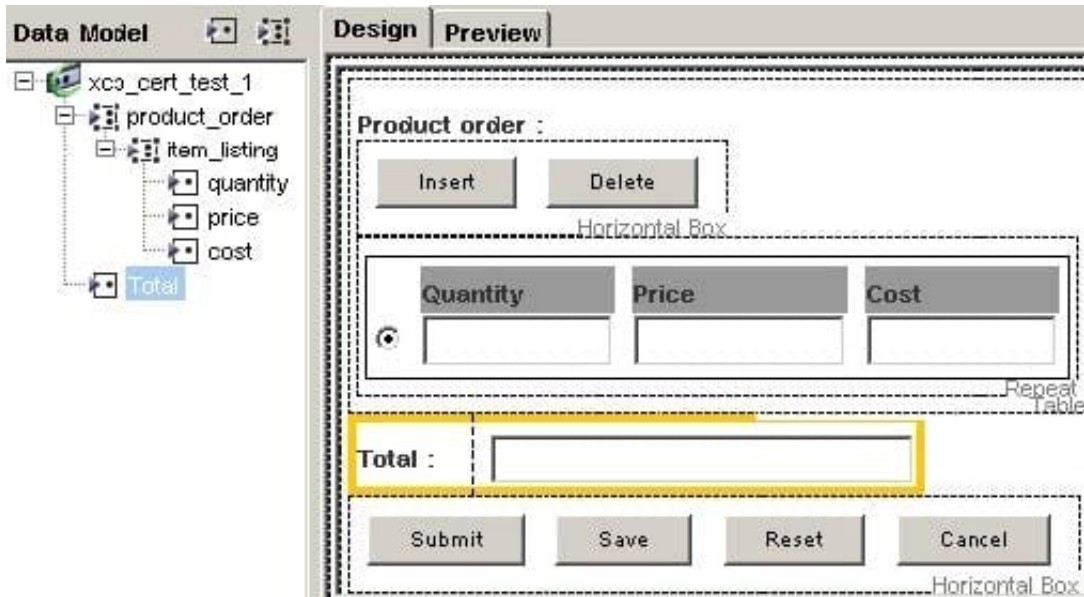 Data Model
Design
Preview
xcp_cert_test_1
product_order
item_listing
quantity
price
cost
Total
Product order :
Insert
Delete
Horizontal Box
Quantity
Price
Cost
Repeat
Table
Total :
Submit
Save
Reset
Cancel
Horizontal Box